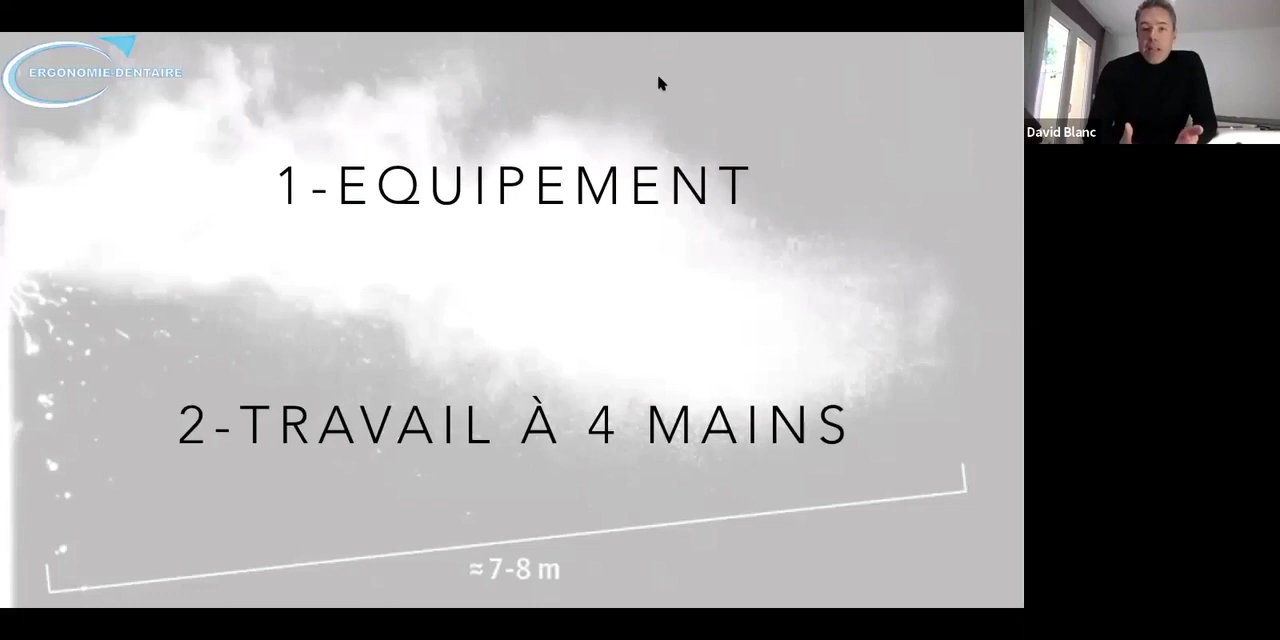 ERGONOMIE-DENTAIRE
1-EQUIPEMENT
David Blanc
2-TRAVAIL À 4 MAINS
≈7-8 m